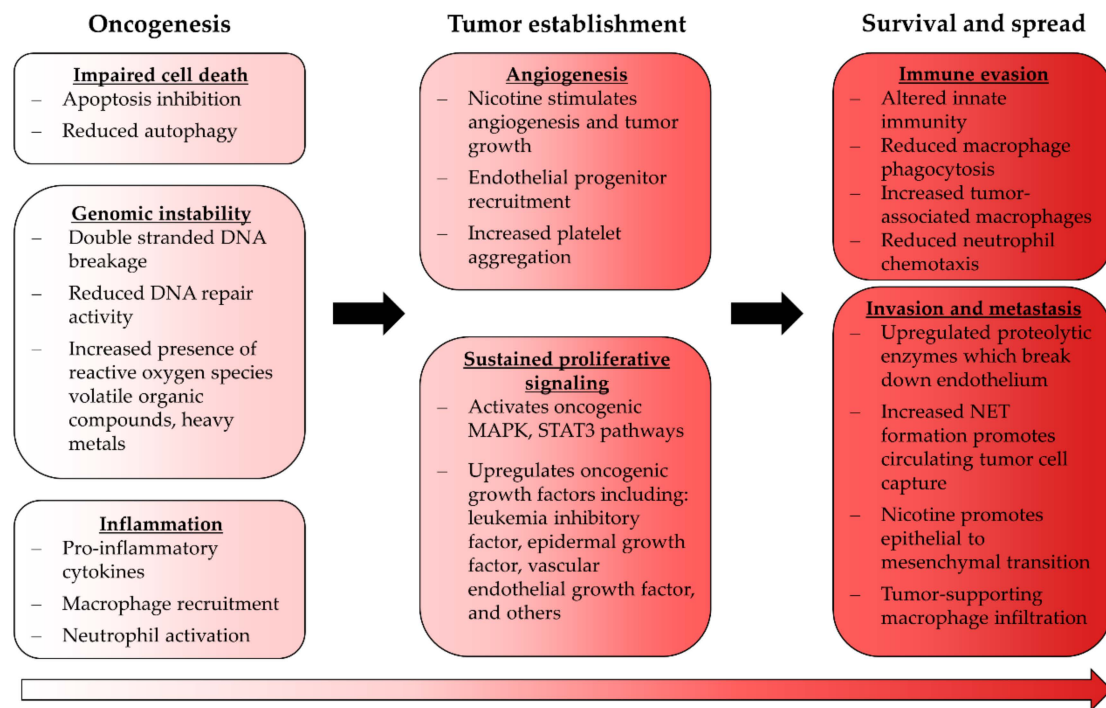 Oncogenesis
Impaired cell death
– Apoptosis inhibition
– Reduced autophagy
Genomic instability
– Double stranded DNA
breakage
– Reduced DNA repair
activity
– Increased presence of
reactive oxygen species
volatile organic
compounds, heavy
metals
Inflammation
– Pro-inflammatory
cytokines
– Macrophage recruitment
– Neutrophil activation
Tumor establishment
Angiogenesis
– Nicotine stimulates
angiogenesis and tumor
growth
– Endothelial progenitor
recruitment
– Increased platelet
aggregation
Sustained proliferative
signaling
– Activates oncogenic
MAPK, STAT3 pathways
– Upregulates oncogenic
growth factors including:
leukemia inhibitory
factor, epidermal growth
factor, vascular
endothelial growth factor,
and others
Survival and spread
Immune evasion
– Altered innate
immunity
– Reduced macrophage
phagocytosis
– Increased tumor-
associated macrophages
– Reduced neutrophil
chemotaxis
Invasion and metastasis
– Upregulated proteolytic
enzymes which break
down endothelium
– Increased NET
formation promotes
circulating tumor cell
capture
– Nicotine promotes
epithelial to
mesenchymal transition
– Tumor-supporting
macrophage infiltration